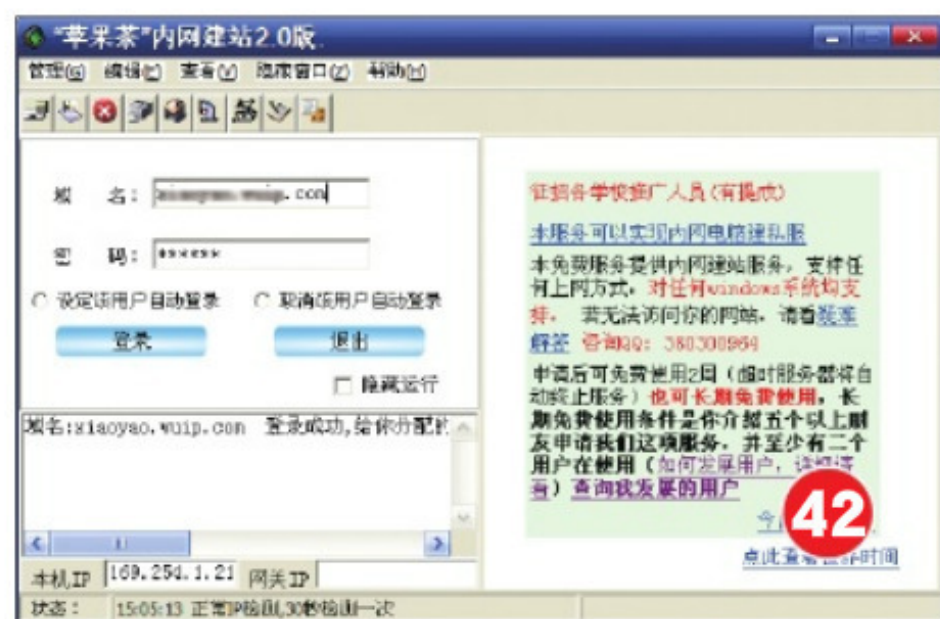 “苹果茶”内网建站2.0版
管理(G) 编辑(E) 查看(V) 隐藏窗口(Z) 帮助(H)
域 名： .com
密 码： ******
设定该用户自动登录 取消该用户自动登录
登录 退出
隐藏运行
域名:xiaoyao.wuip.com 登录成功,给你分配的
本机IP 169.254.1.21 网关IP
状态： 15:05:13 正常IP检测,30秒检测一次
征招各学校推广人员(有提成)
本服务可以实现内网电脑建私服
本免费服务提供内网建站服务，支持任
何上网方式，对任何windows系统均支
持。 若无法访问你的网站，请看疑难
解答 咨询QQ: 380300964
申请后可免费使用2周（超时服务器将自
动终止服务）也可长期免费使用，长
期免费使用条件是你介绍五个以上朋
友申请我们这项服务，并至少有二个
用户在使用（如何发展用户，详细请
看）查询我发展的用户
42
点此查看 时间